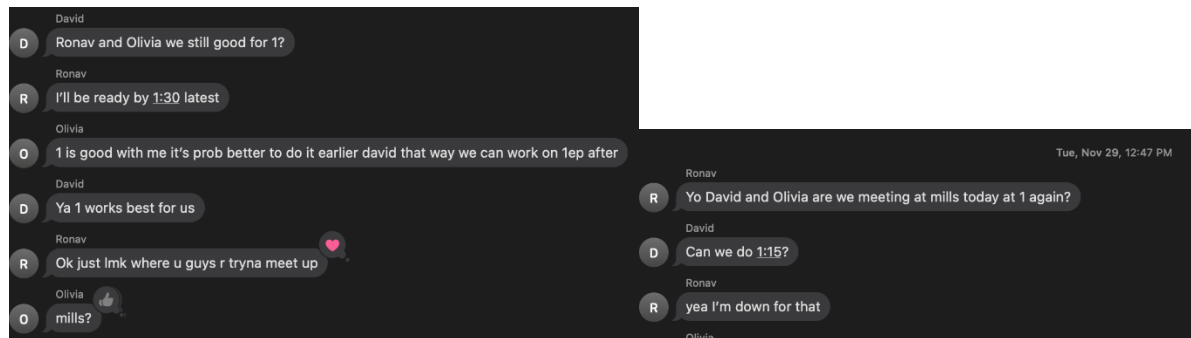 David
D
Ronav and Olivia we still good for 1?
Ronav
R
I'll be ready by 1:30 latest
Olivia
O
1 is good with me it's prob better to do it earlier david that way we can work on 1ep after
David
D
Ya 1 works best for us
Ronav
R
Ok just lmk where u guys r tryna meet up
Olivia
O
mills?
Tue, Nov 29, 12:47 PM
Ronav
R
Yo David and Olivia are we meeting at mills today at 1 again?
David
D
Can we do 1:15?
Ronav
R
yea I'm down for that
Olivia